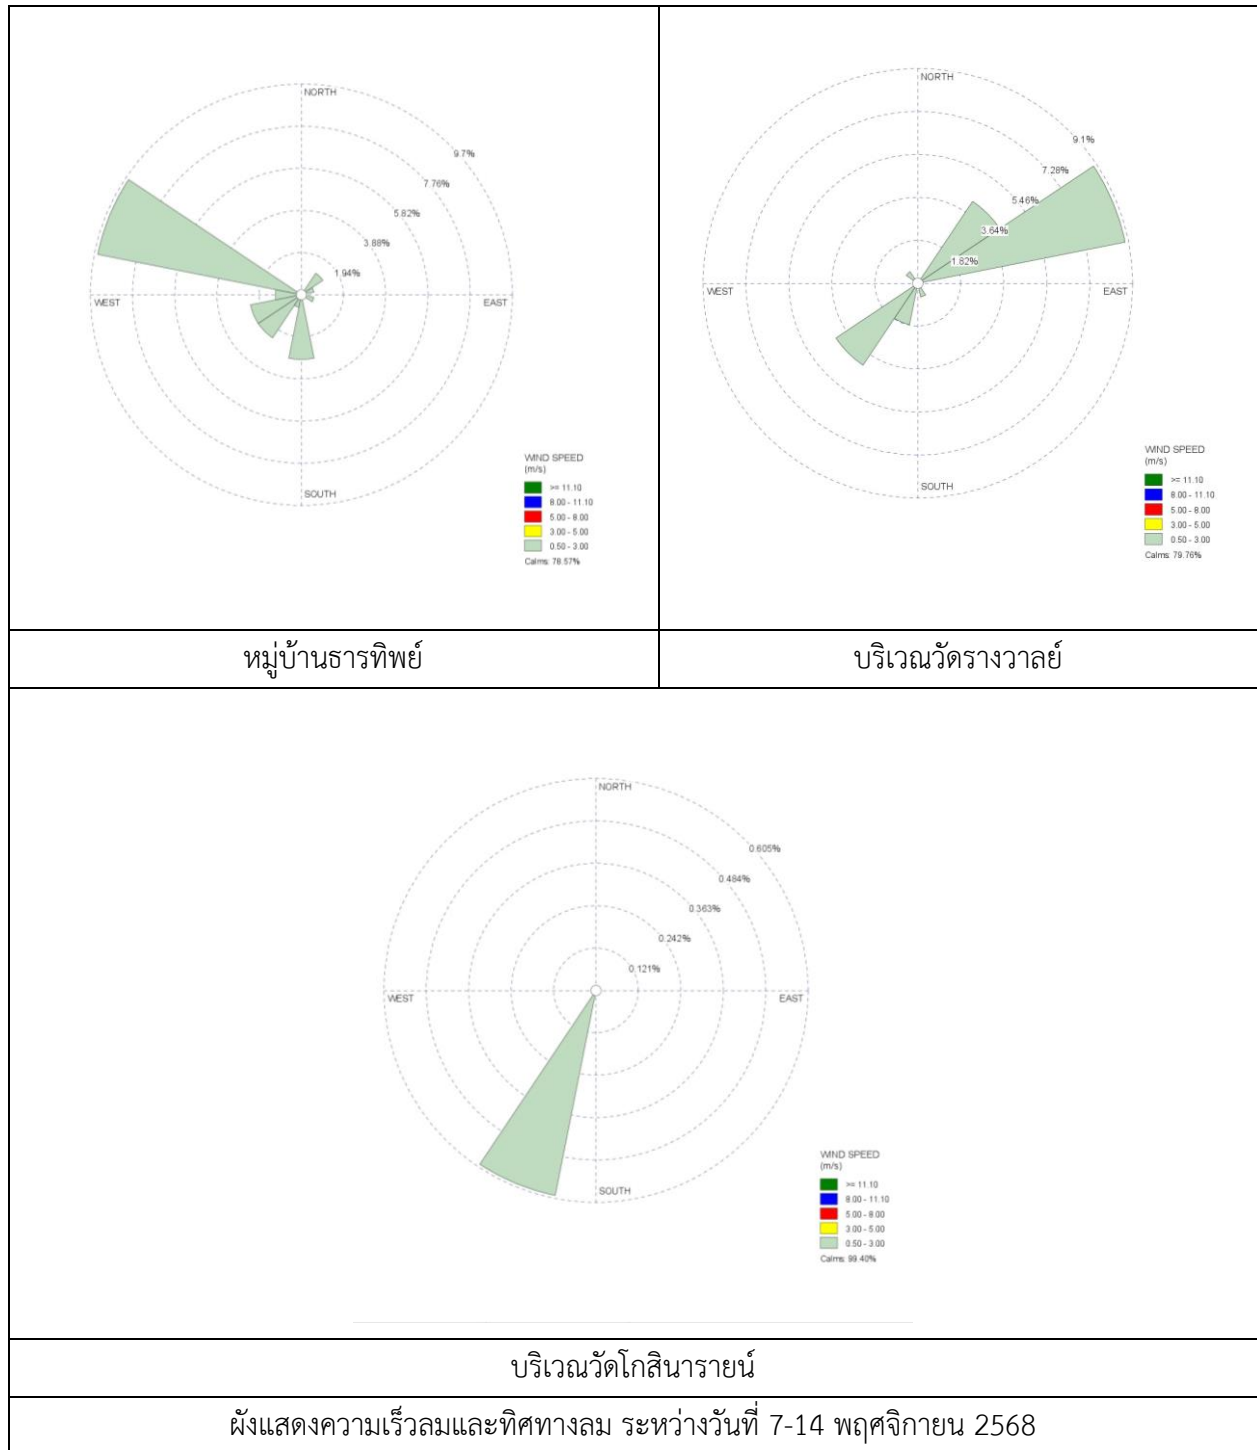 NORTH
9.7%
7.76%
5.82%
3.88%
1.94%
WEST
EAST
SOUTH
WIND SPEED
(m/s)
>= 11.10
8.00 - 11.10
5.00 - 8.00
3.00 - 5.00
0.50 - 3.00
Calms: 78.57%
NORTH
9.1%
7.28%
5.46%
3.64%
1.82%
WEST
EAST
SOUTH
WIND SPEED
(m/s)
>= 11.10
8.00 - 11.10
5.00 - 8.00
3.00 - 5.00
0.50 - 3.00
Calms: 79.76%
หมู่บ้านธารทิพย์
บริเวณวัดรางวาลย์
NORTH
0.605%
0.484%
0.363%
0.242%
0.121%
WEST
EAST
SOUTH
WIND SPEED
(m/s)
>= 11.10
8.00 - 11.10
5.00 - 8.00
3.00 - 5.00
0.50 - 3.00
Calms: 99.40%
บริเวณวัดโกสินารายน์
ผังแสดงความเร็วลมและทิศทางลม ระหว่างวันที่ 7-14 พฤศจิกายน 2568